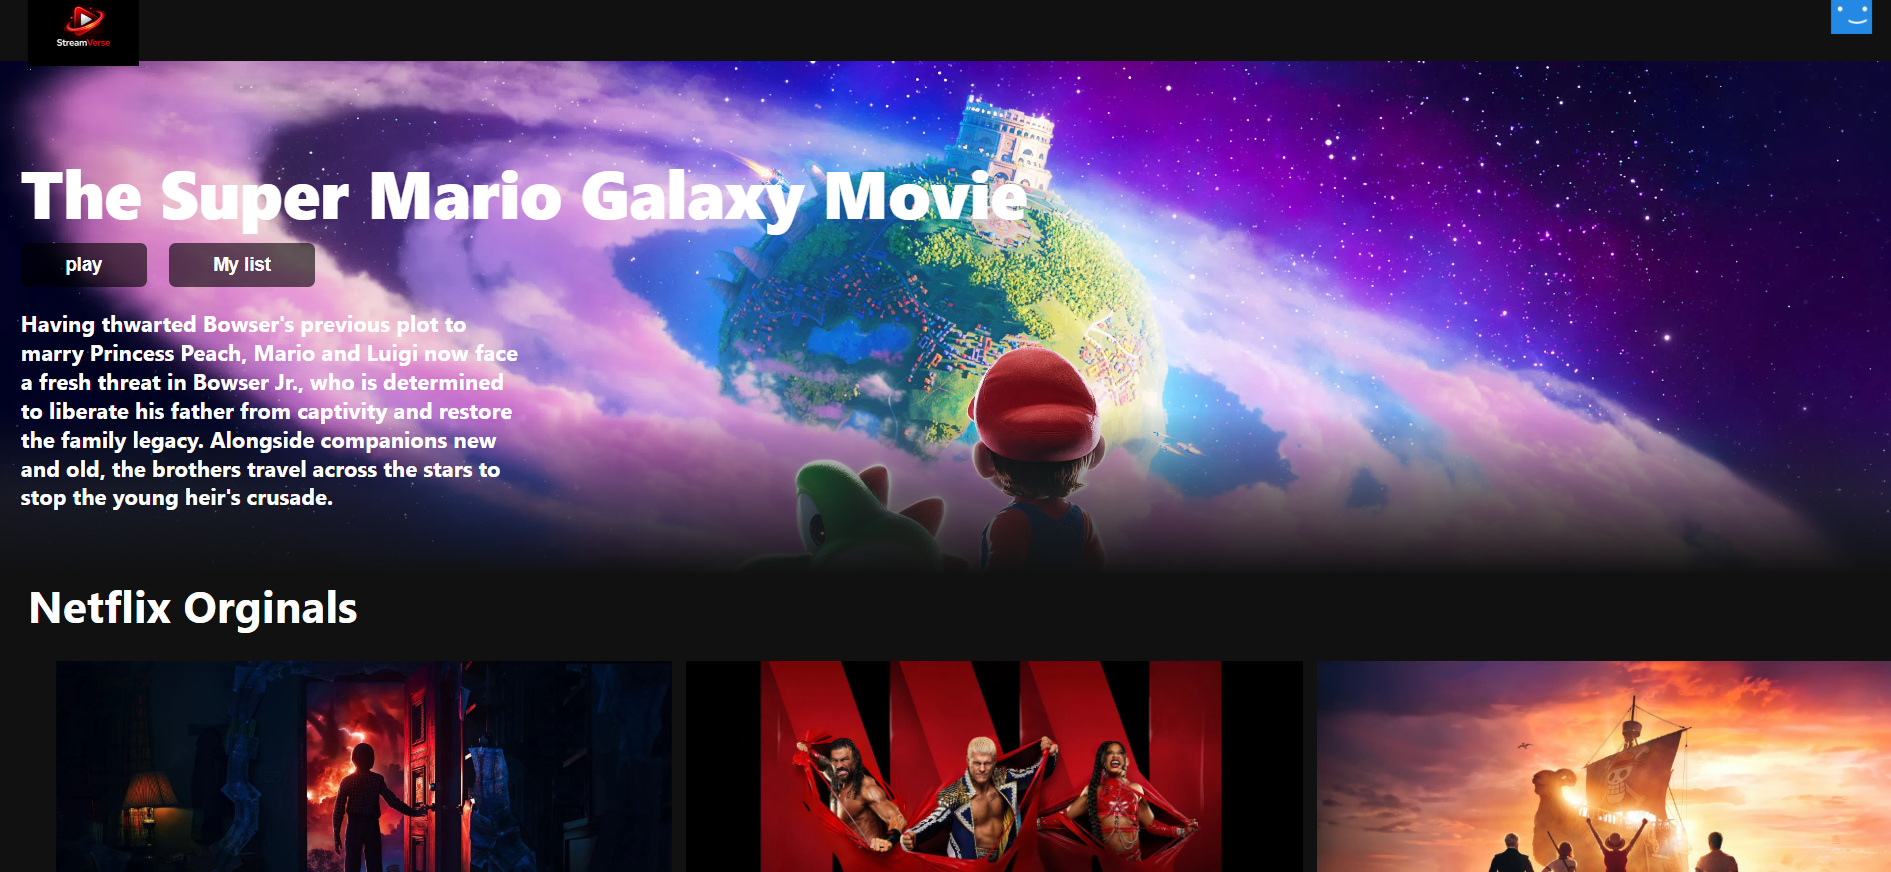 StreamVerse
The Super Mario Galaxy Movie
play
My list
Having thwarted Bowser's previous plot to
marry Princess Peach, Mario and Luigi now face
a fresh threat in Bowser Jr., who is determined
to liberate his father from captivity and restore
the family legacy. Alongside companions new
and old, the brothers travel across the stars to
stop the young heir's crusade.
Netflix Orginals